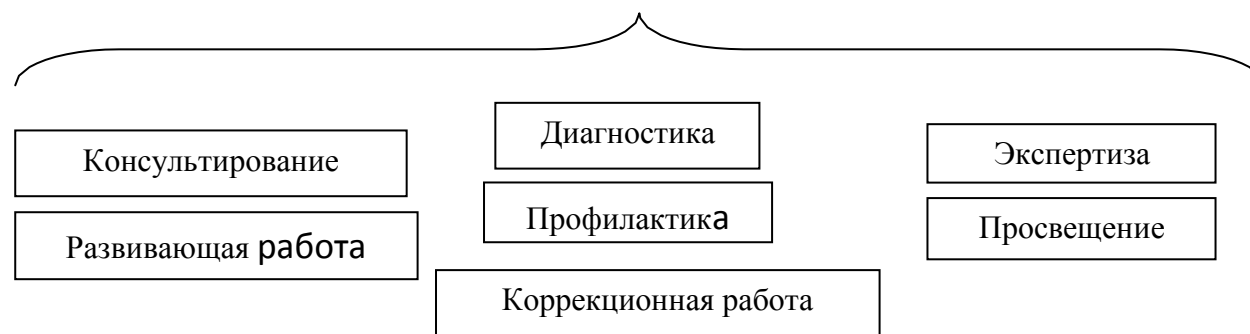 Консультирование
Диагностика
Экспертиза
Развивающая работа
Профилактика
Просвещение
Коррекционная работа